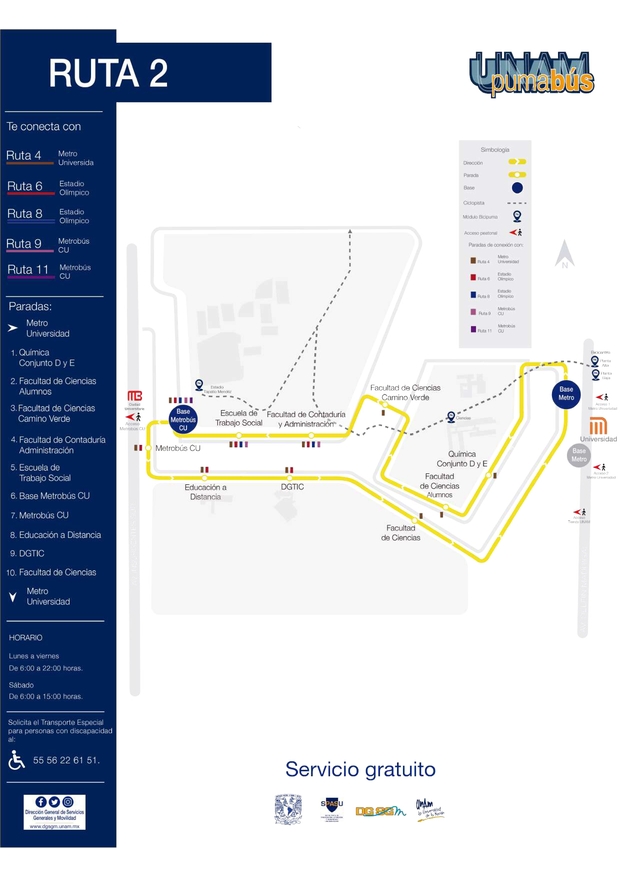 RUTA 2
UNAM
pumabús
Te conecta con
Ruta 4
Metro
Universida
Ruta 6
Estadio
Olímpico
Ruta 8
Estadio
Olímpico
Ruta 9
Metrobús
CU
Ruta 11
Metrobús
CU
Paradas:
Metro
Universidad
1. Química
Conjunto D y E
2. Facultad de Ciencias
Alumnos
3. Facultad de Ciencias
Camino Verde
4. Facultad de Contaduría
Administración
5. Escuela de
Trabajo Social
6. Base Metrobús CU
7. Metrobús CU
8. Educación a Distancia
9. DGTIC
10. Facultad de Ciencias
Metro
Universidad
HORARIO
Lunes a viernes
De 6:00 a 22:00 horas.
Sábado
De 6:00 a 15:00 horas.
Solicita el Transporte Especial
para personas con discapacidad
al:
55 56 22 61 51.
Dirección General de Servicios
Generales y Movilidad
www.dgsgm.unam.mx
Simbología
Dirección
Parada
Base
Ciclopista
Módulo Bicipuma
Acceso peatonal
Paradas de conexión con:
Ruta 4
Metro
Universidad
Ruta 6
Estadio
Olímpico
Ruta 8
Estadio
Olímpico
Ruta 9
Metrobús
CU
Ruta 11
Metrobús
CU
N
Base
Metrobús
CU
Escuela de
Trabajo Social
Facultad de Contaduría
y Administración
Facultad de Ciencias
Camino Verde
Metrobús CU
Educación a
Distancia
DGTIC
Química
Conjunto D y E
Facultad
de Ciencias
Alumnos
Facultad
de Ciencias
Base
Metro
Universidad
Base
Metro
Servicio gratuito
SPASU
DGSGM